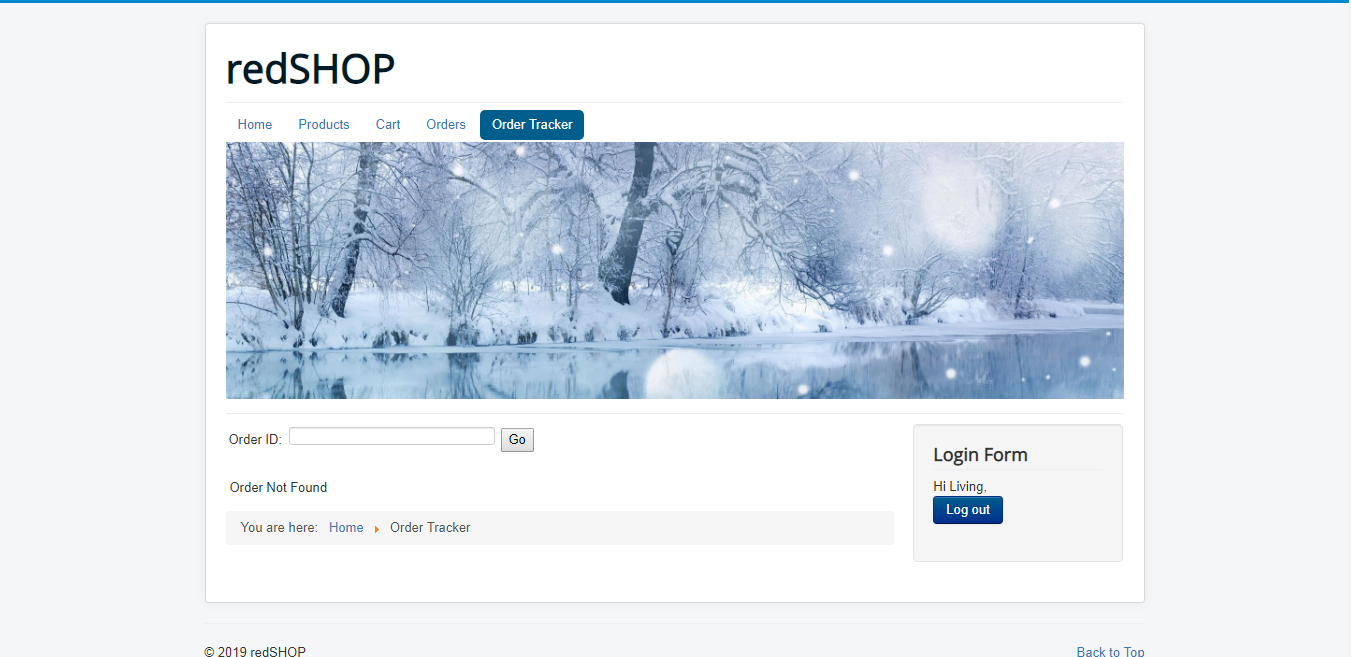 redSHOP
Home Products Cart Orders Order Tracker
Order ID: Go
Order Not Found
You are here: Home Order Tracker
Login Form
Hi Living,
Log out
© 2019 redSHOP
Back to Top